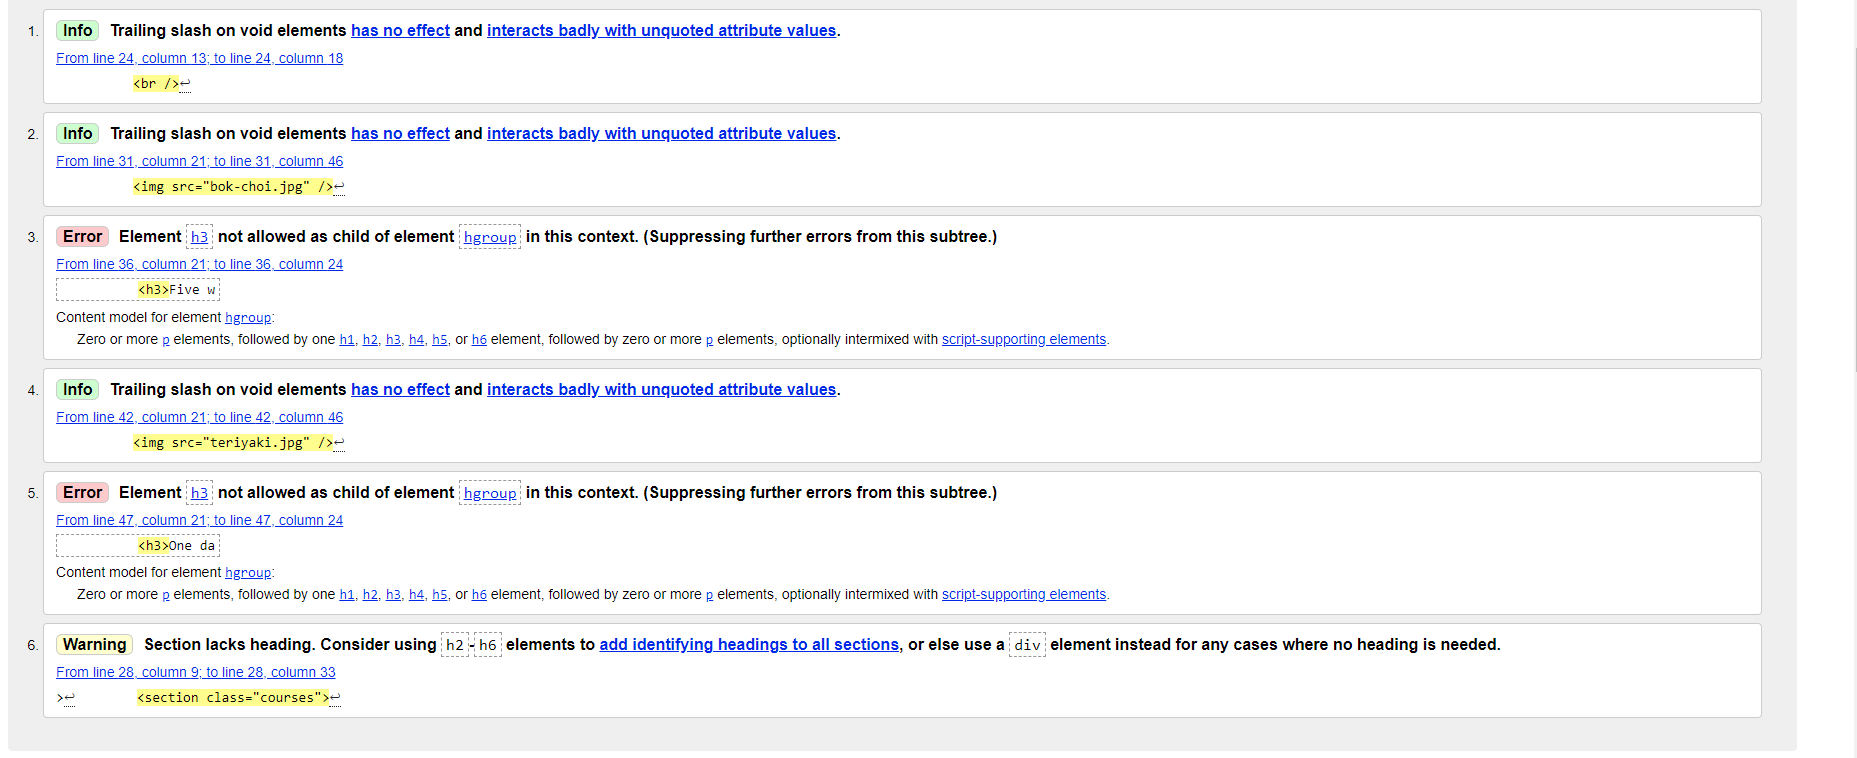 1. Info Trailing slash on void elements has no effect and interacts badly with unquoted attribute values.
From line 24, column 13; to line 24, column 18
<br />↩
2. Info Trailing slash on void elements has no effect and interacts badly with unquoted attribute values.
From line 31, column 21; to line 31, column 46
<img src="bok-choi.jpg" />↩
3. Error Element h3 not allowed as child of element hgroup in this context. (Suppressing further errors from this subtree.)
From line 36, column 21; to line 36, column 24
<h3>Five w
Content model for element hgroup:
Zero or more p elements, followed by one h1, h2, h3, h4, h5, or h6 element, followed by zero or more p elements, optionally intermixed with script-supporting elements.
4. Info Trailing slash on void elements has no effect and interacts badly with unquoted attribute values.
From line 42, column 21; to line 42, column 46
<img src="teriyaki.jpg" />↩
5. Error Element h3 not allowed as child of element hgroup in this context. (Suppressing further errors from this subtree.)
From line 47, column 21; to line 47, column 24
<h3>One da
Content model for element hgroup:
Zero or more p elements, followed by one h1, h2, h3, h4, h5, or h6 element, followed by zero or more p elements, optionally intermixed with script-supporting elements.
6. Warning Section lacks heading. Consider using h2-h6 elements to add identifying headings to all sections, or else use a div element instead for any cases where no heading is needed.
From line 28, column 9; to line 28, column 33
>↩ <section class="courses">↩